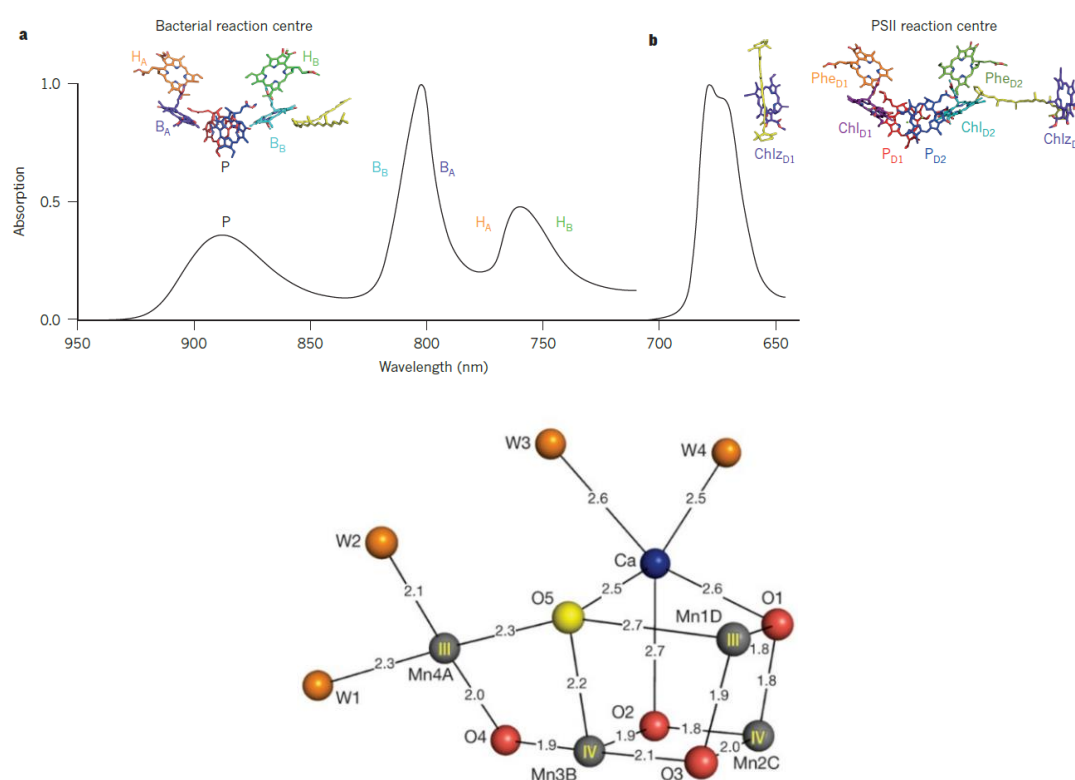 a
Bacterial reaction centre
b
PSII reaction centre
H_A
H_B
B_A
B_B
P
Phe_D1
Phe_D2
Chl_D1
Chl_D2
P_D1
P_D2
Chlz_D1
Chlz_D
Absorption
1.0
0.5
0.0
P
B_B
B_A
H_A
H_B
950
900
850
800
750
700
650
Wavelength (nm)
W3
W4
2.6
2.5
W2
Ca
2.1
2.5
2.6
O5
O1
Mn1D
2.7
III'
2.3
1.8
III
2.7
2.3
Mn4A
W1
2.0
2.2
1.9
1.8
O2
O4
1.9
1.9
1.8
IV
IV
2.1
2.0
Mn2C
Mn3B
O3